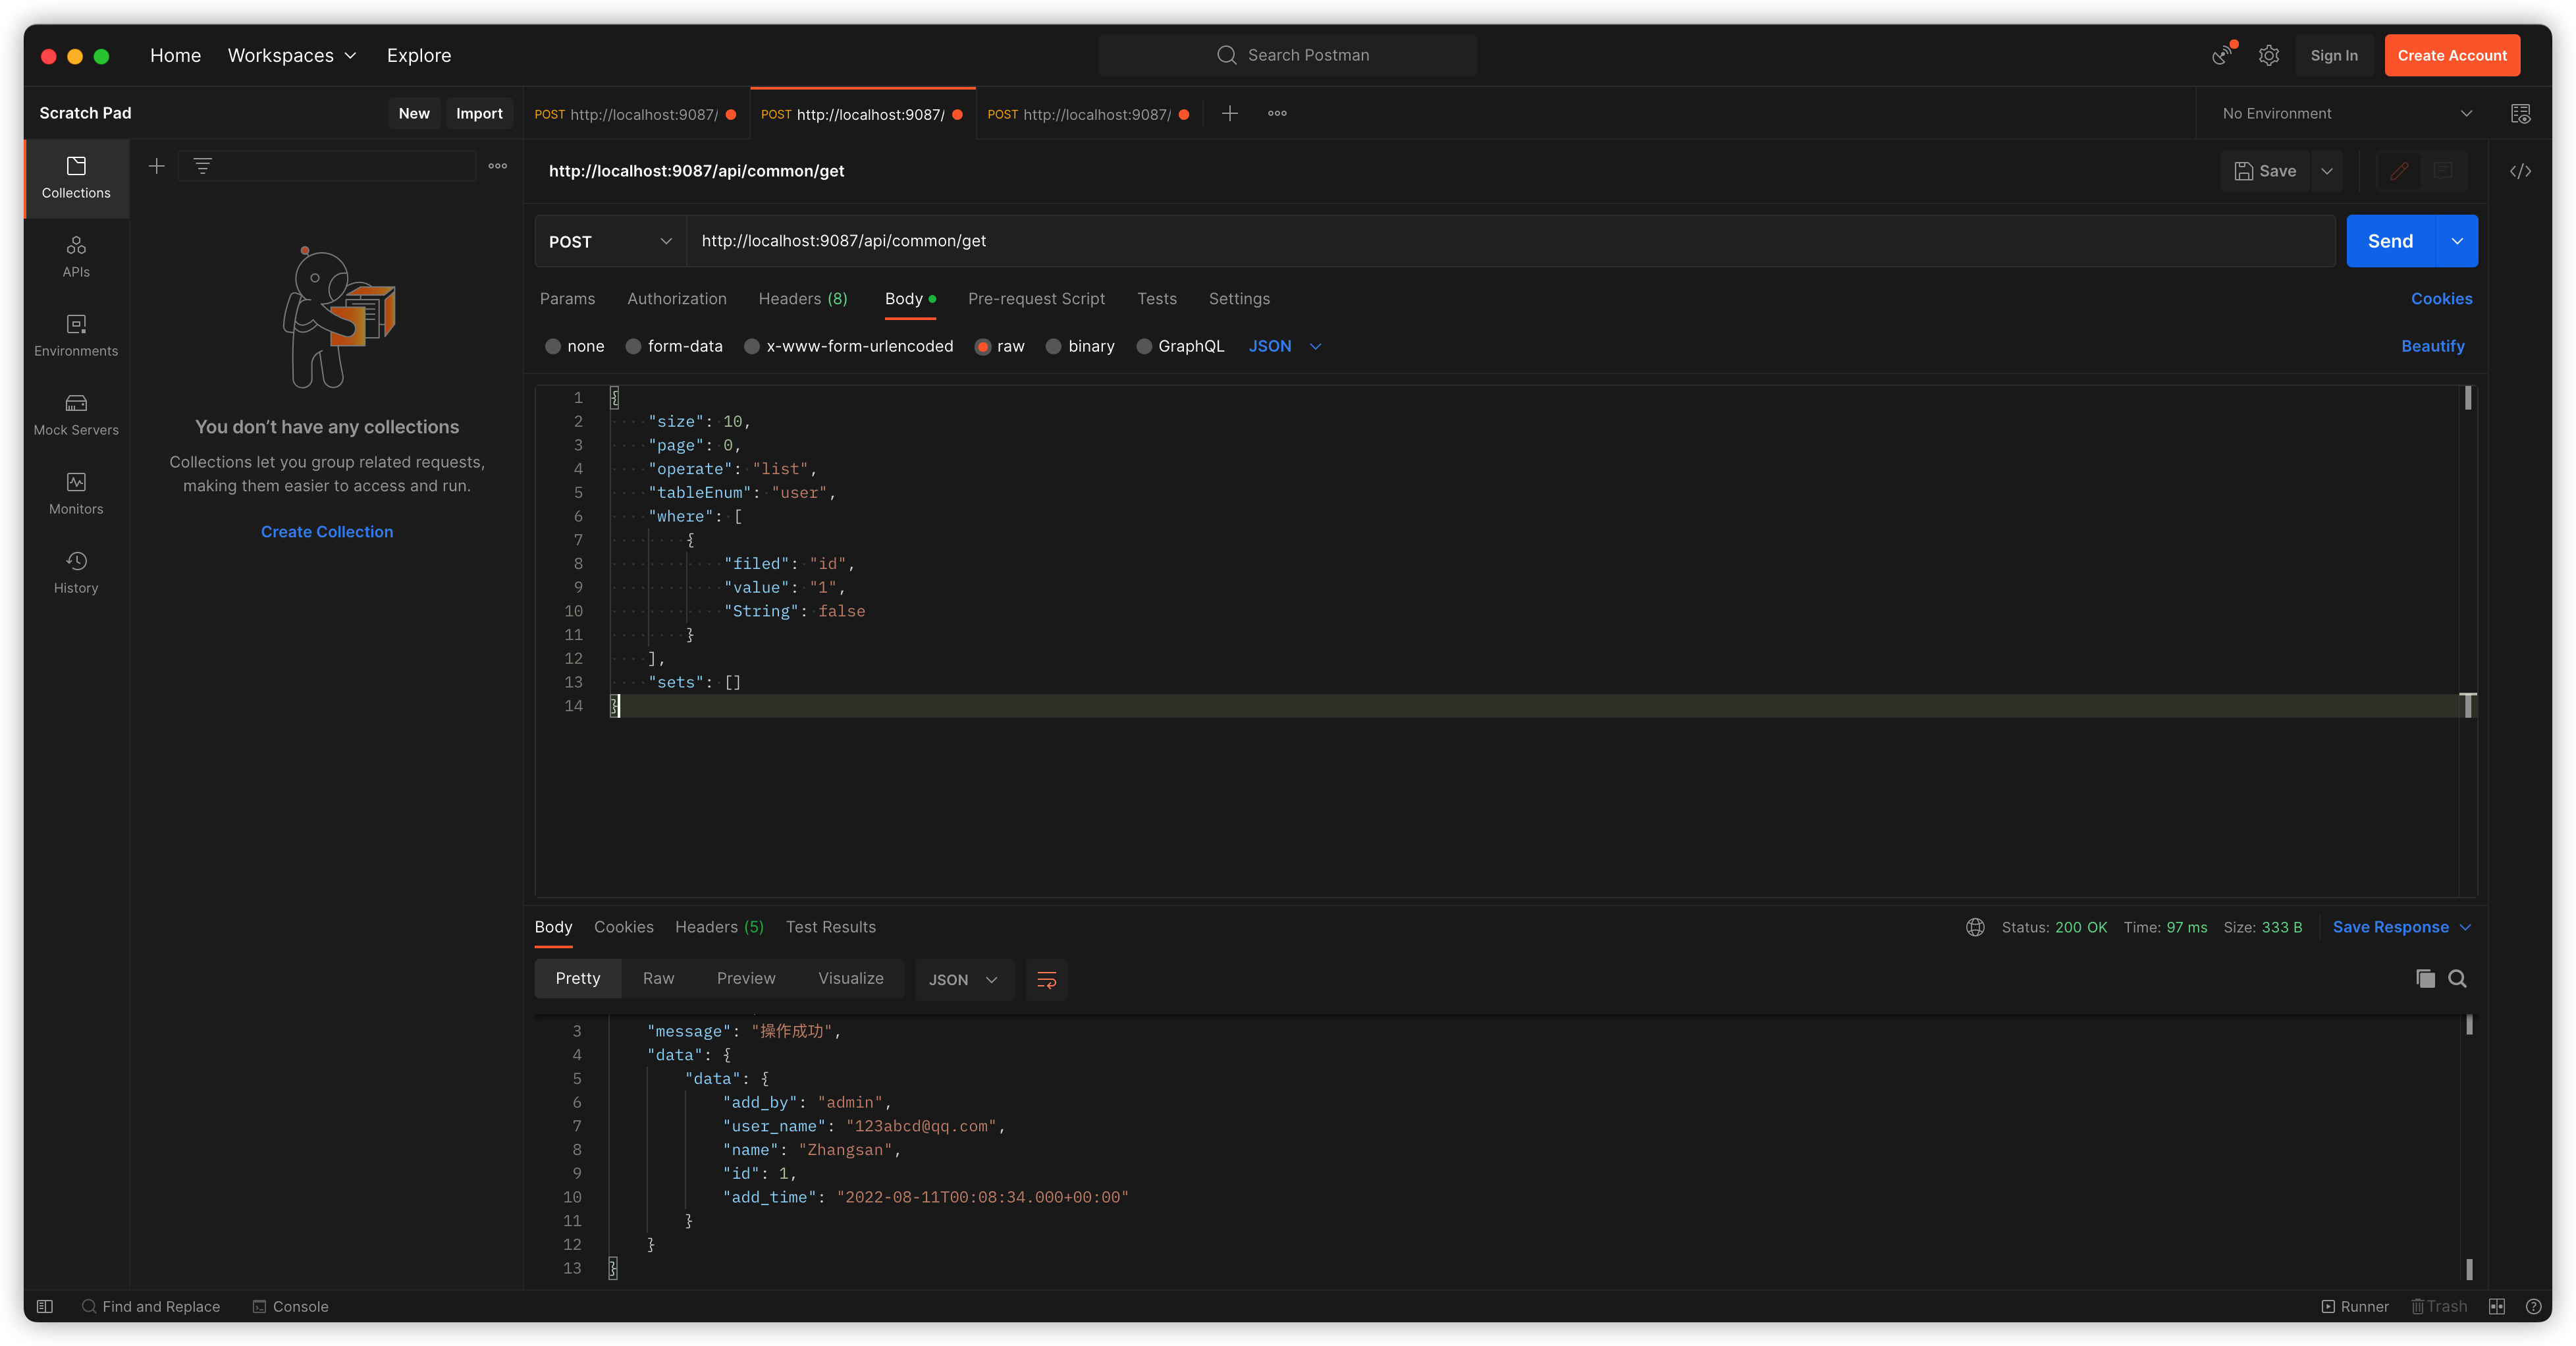 Home Workspaces Explore Search Postman Sign In Create Account
Scratch Pad New Import POST http://localhost:9087/ POST http://localhost:9087/ POST http://localhost:9087/ No Environment
Collections
APIs
Environments
Mock Servers
Monitors
History
You don’t have any collections
Collections let you group related requests,
making them easier to access and run.
Create Collection
http://localhost:9087/api/common/get Save
POST http://localhost:9087/api/common/get Send
Params Authorization Headers (8) Body Pre-request Script Tests Settings Cookies
none form-data x-www-form-urlencoded raw binary GraphQL JSON Beautify
1 {
2 "size": 10,
3 "page": 0,
4 "operate": "list",
5 "tableEnum": "user",
6 "where": [
7 {
8 "filed": "id",
9 "value": "1",
10 "String": false
11 }
12 ],
13 "sets": []
14 }
Body Cookies Headers (5) Test Results Status: 200 OK Time: 97 ms Size: 333 B Save Response
Pretty Raw Preview Visualize JSON
3 "message": "操作成功",
4 "data": {
5 "data": {
6 "add_by": "admin",
7 "user_name": "123abcd@qq.com",
8 "name": "Zhangsan",
9 "id": 1,
10 "add_time": "2022-08-11T00:08:34.000+00:00"
11 }
12 }
13 }
Find and Replace Console Runner Trash